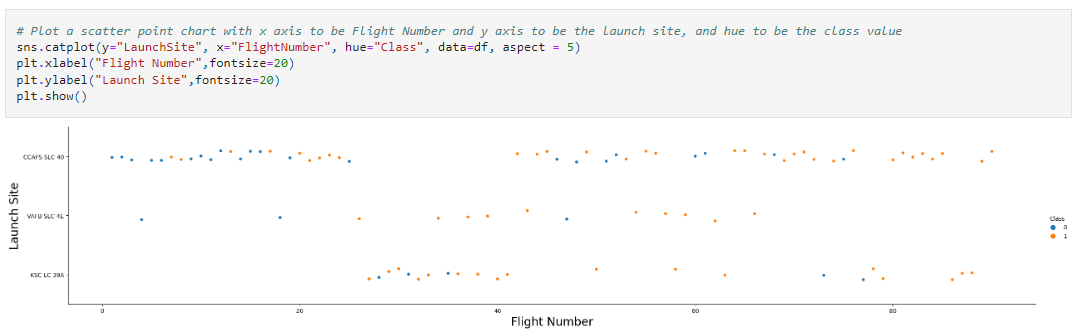 # Plot a scatter point chart with x axis to be Flight Number and y axis to be the launch site, and hue to be the class value
sns.catplot(y="LaunchSite", x="FlightNumber", hue="Class", data=df, aspect = 5)
plt.xlabel("Flight Number",fontsize=20)
plt.ylabel("Launch Site",fontsize=20)
plt.show()
CCAFS SLC 40
VAFB SLC 4E
KSC LC 39A
Launch Site
Class
0
1
0 20 40 60 80
Flight Number